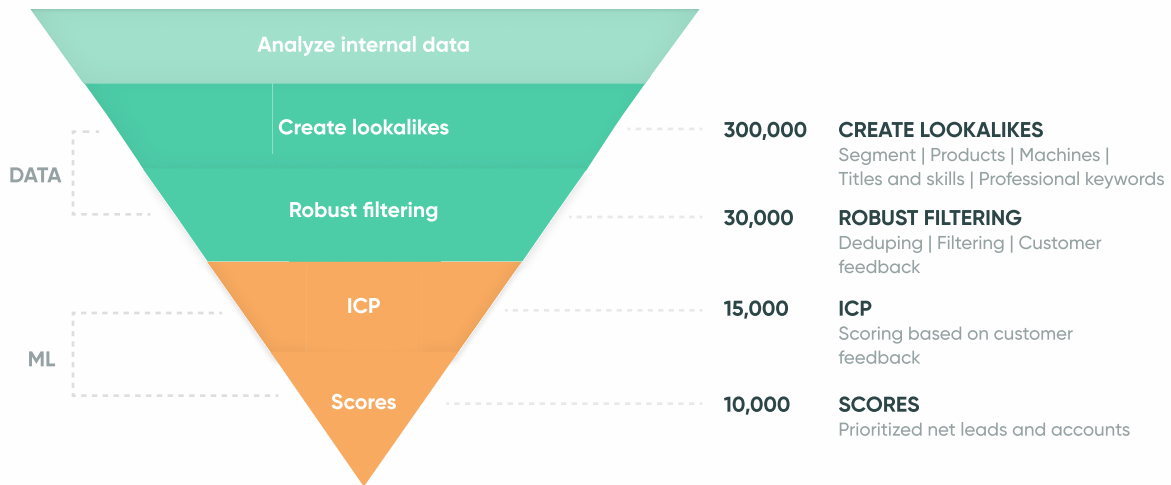 Analyze internal data
Create lookalikes
Robust filtering
ICP
Scores
DATA
ML
300,000 CREATE LOOKALIKES
Segment | Products | Machines |
Titles and skills | Professional keywords
30,000 ROBUST FILTERING
Deduping | Filtering | Customer
feedback
15,000 ICP
Scoring based on customer
feedback
10,000 SCORES
Prioritized net leads and accounts